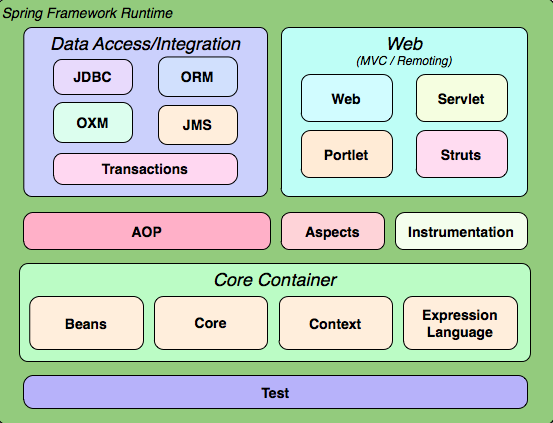 Spring Framework Runtime
Data Access/Integration
JDBC
ORM
OXM
JMS
Transactions
Web
(MVC / Remoting)
Web
Servlet
Portlet
Struts
AOP
Aspects
Instrumentation
Core Container
Beans
Core
Context
Expression
Language
Test